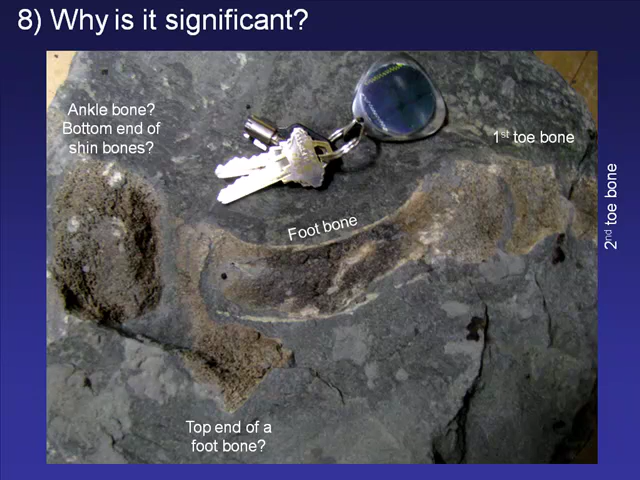 8) Why is it significant?
Ankle bone?
Bottom end of
shin bones?
1st toe bone
2nd toe bone
Foot bone
Top end of a
foot bone?